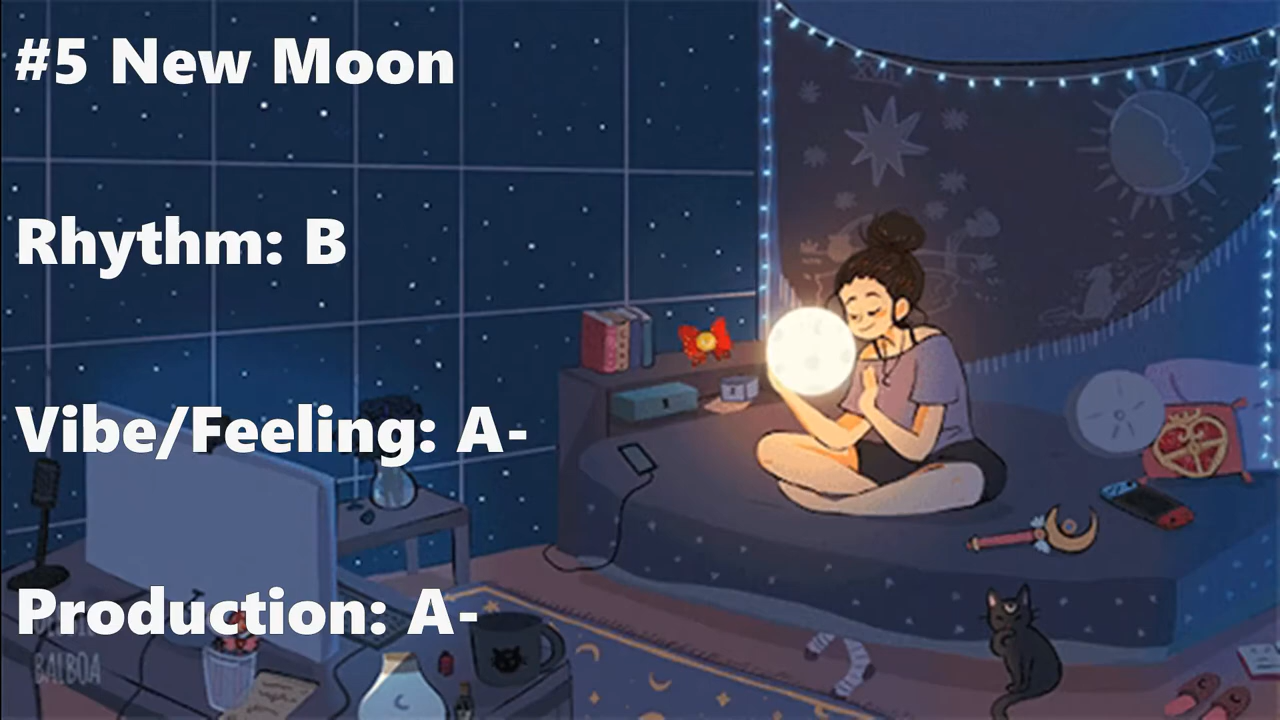 #5 New Moon
Rhythm: B
Vibe/Feeling: A-
Production: A-
BALBOA